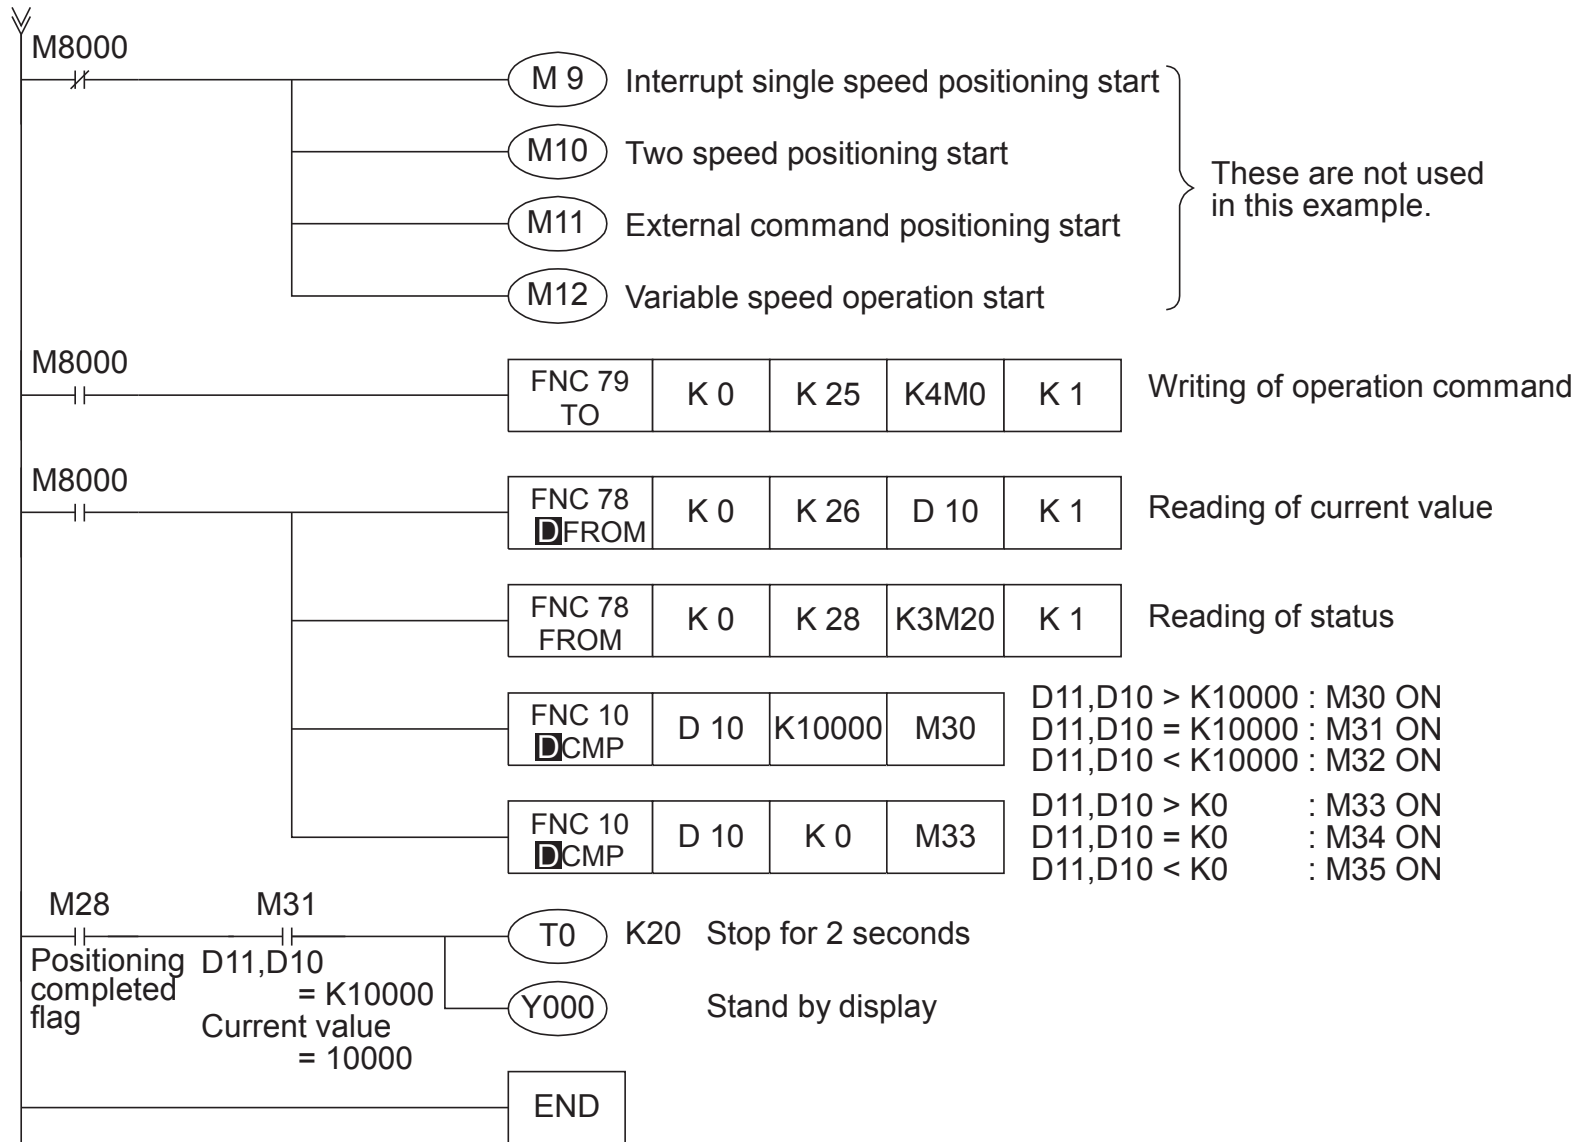 M8000
M 9 Interrupt single speed positioning start
M10 Two speed positioning start
M11 External command positioning start
M12 Variable speed operation start
These are not used
in this example.
M8000
FNC 79
TO
K 0
K 25
K4M0
K 1
Writing of operation command
M8000
FNC 78
DFROM
K 0
K 26
D 10
K 1
Reading of current value
FNC 78
FROM
K 0
K 28
K3M20
K 1
Reading of status
FNC 10
DCMP
D 10
K10000
M30
D11,D10 > K10000 : M30 ON
D11,D10 = K10000 : M31 ON
D11,D10 < K10000 : M32 ON
FNC 10
DCMP
D 10
K 0
M33
D11,D10 > K0 : M33 ON
D11,D10 = K0 : M34 ON
D11,D10 < K0 : M35 ON
M28
Positioning
completed
flag
M31
D11,D10
= K10000
Current value
= 10000
T0 K20 Stop for 2 seconds
Y000 Stand by display
END